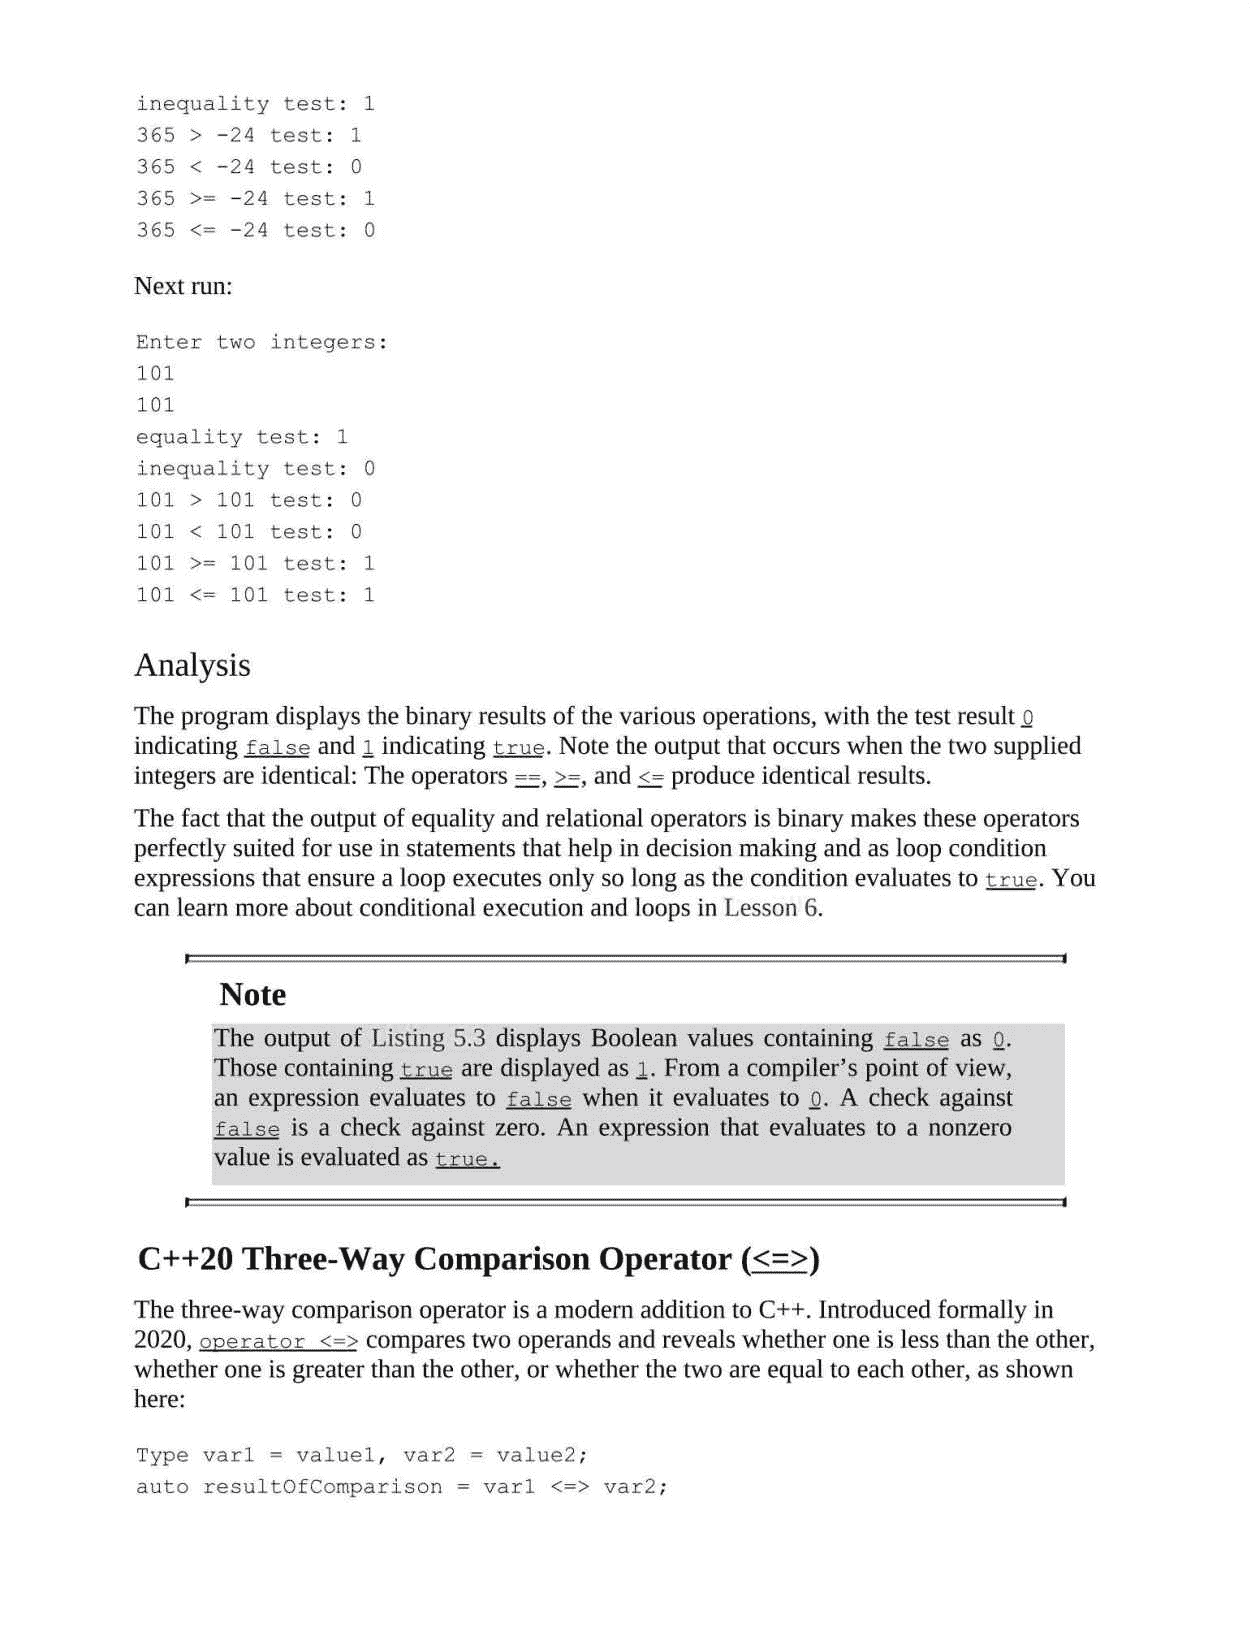 inequality test: 1
365 > -24 test: 1
365 < -24 test: 0
365 >= -24 test: 1
365 <= -24 test: 0
Next run:
Enter two integers:
101
101
equality test: 1
inequality test: 0
101 > 101 test: 0
101 < 101 test: 0
101 >= 101 test: 1
101 <= 101 test: 1
Analysis
The program displays the binary results of the various operations, with the test result 0
indicating false and 1 indicating true. Note the output that occurs when the two supplied
integers are identical: The operators ==, >=, and <= produce identical results.
The fact that the output of equality and relational operators is binary makes these operators
perfectly suited for use in statements that help in decision making and as loop condition
expressions that ensure a loop executes only so long as the condition evaluates to true. You
can learn more about conditional execution and loops in Lesson 6.
Note
The output of Listing 5.3 displays Boolean values containing false as 0.
Those containing true are displayed as 1. From a compiler’s point of view,
an expression evaluates to false when it evaluates to 0. A check against
false is a check against zero. An expression that evaluates to a nonzero
value is evaluated as true.
C++20 Three-Way Comparison Operator (<=>)
The three-way comparison operator is a modern addition to C++. Introduced formally in
2020, operator <=> compares two operands and reveals whether one is less than the other,
whether one is greater than the other, or whether the two are equal to each other, as shown
here:
Type var1 = value1, var2 = value2;
auto resultOfComparison = var1 <=> var2;